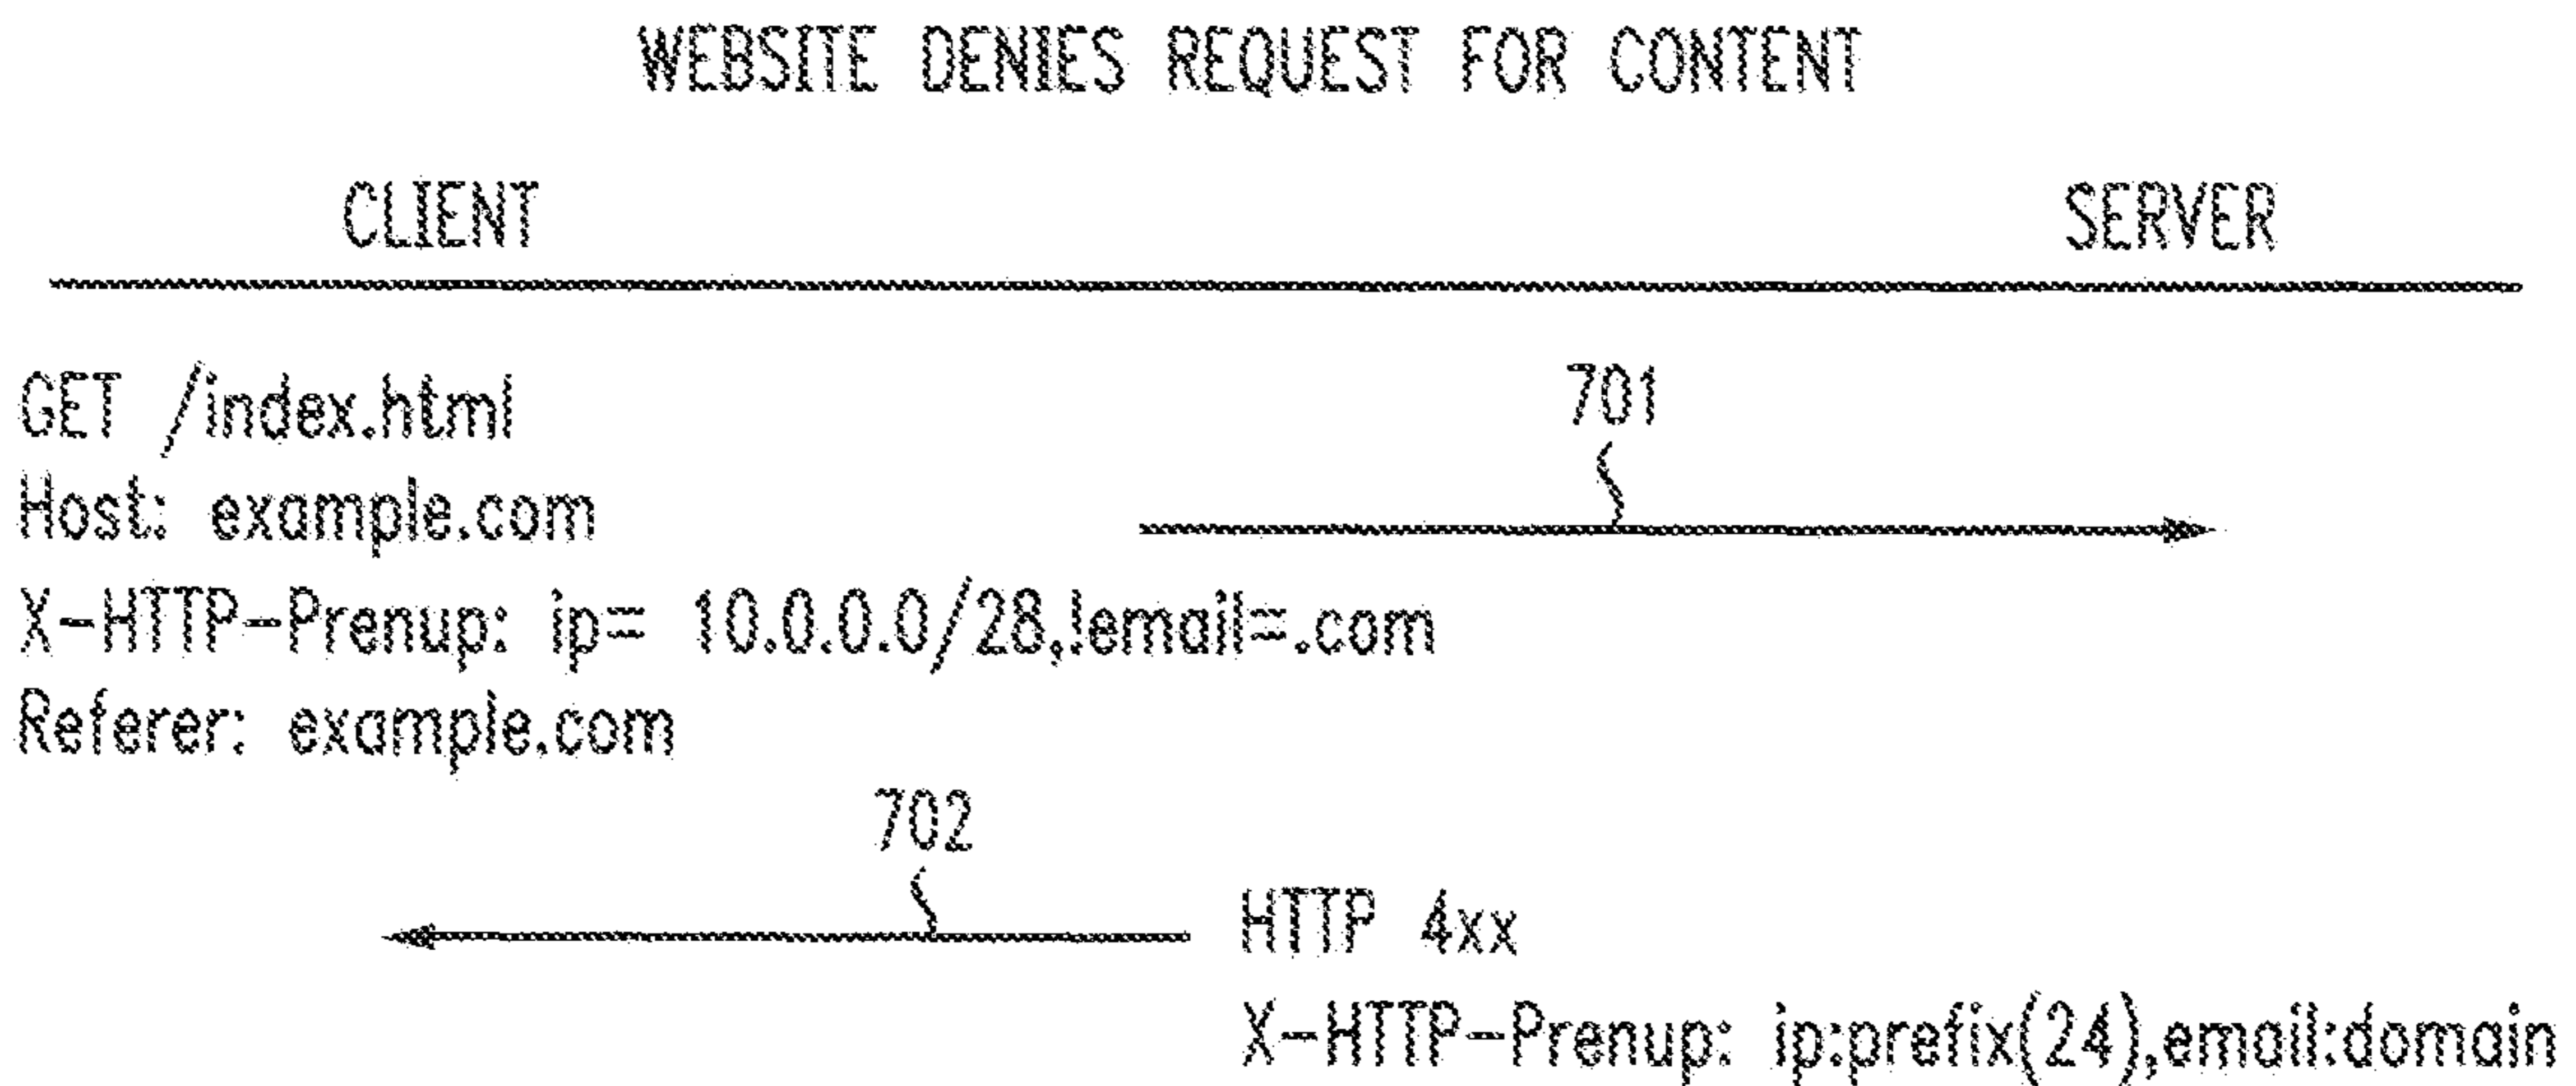 WEBSITE DENIES REQUEST FOR CONTENT
CLIENT SERVER
GET /index.html
701
Host: example.com
X-HTTP-Prenup: ip= 10.0.0.0/28,!email=.com
Referer: example.com
702
HTTP 4xx
X-HTTP-Prenup: ip:prefix(24),email:domain